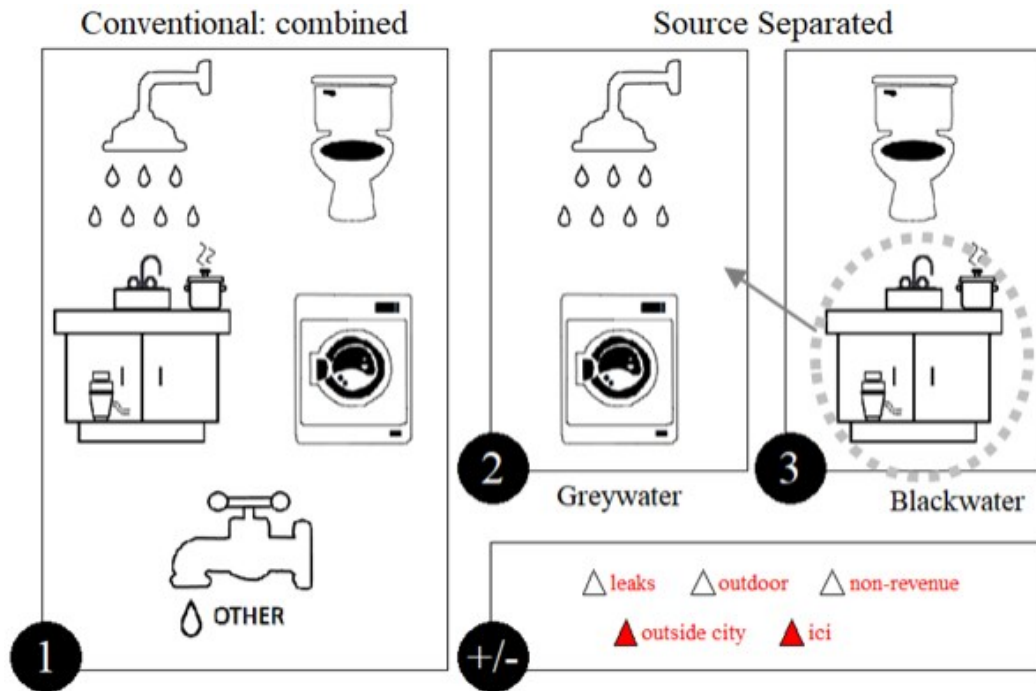 Conventional: combined
Source Separated
OTHER
1
2
Greywater
3
Blackwater
△ leaks △ outdoor △ non-revenue
▲ outside city ▲ ici
+/-